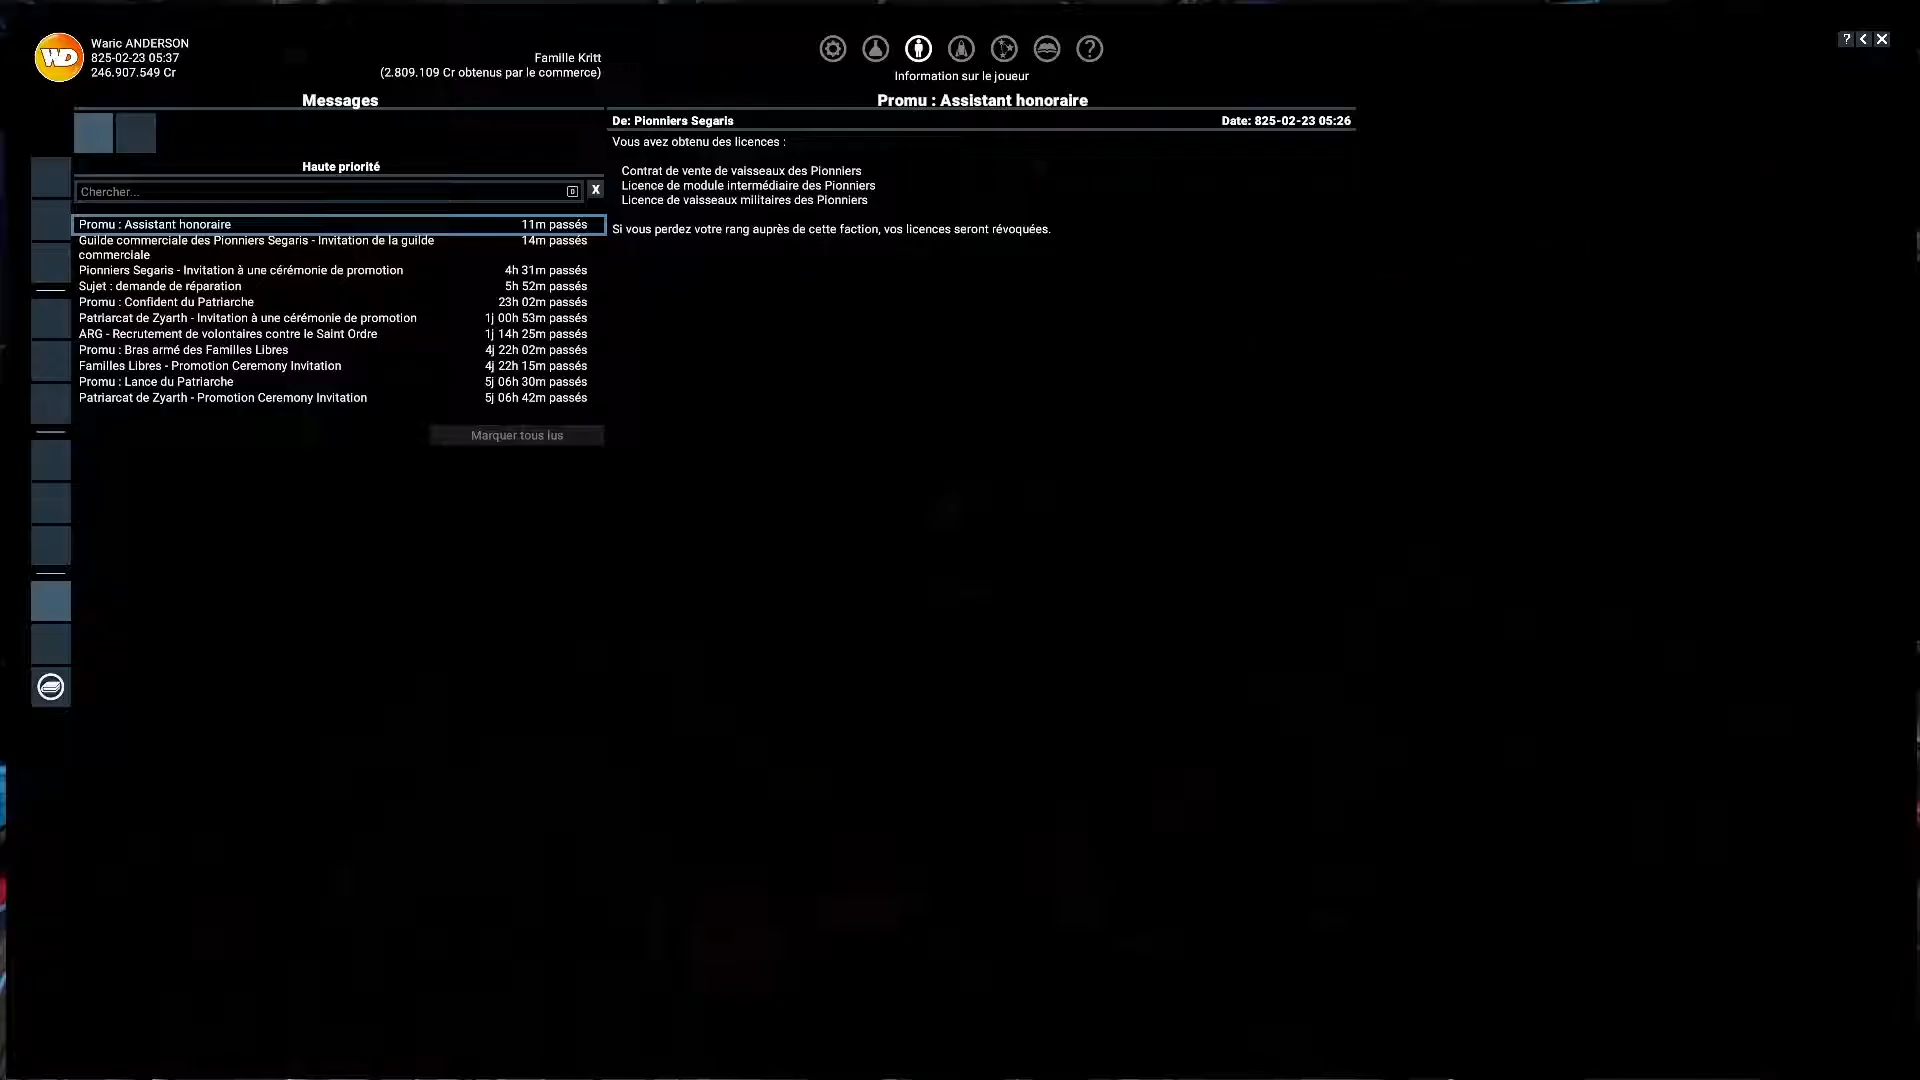 WD
Waric ANDERSON
825-02-23 05:37
246.907.549 Cr
Famille Kritt
(2.809.109 Cr obtenus par le commerce)
?
Information sur le joueur
? < X
Messages
Haute priorité
Chercher...
X
Promu : Assistant honoraire 11m passés
Guilde commerciale des Pionniers Segaris - Invitation de la guilde 14m passés
commerciale
Pionniers Segaris - Invitation à une cérémonie de promotion 4h 31m passés
Sujet : demande de réparation 5h 52m passés
Promu : Confident du Patriarche 23h 02m passés
Patriarcat de Zyarth - Invitation à une cérémonie de promotion 1j 00h 53m passés
ARG - Recrutement de volontaires contre le Saint Ordre 1j 14h 25m passés
Promu : Bras armé des Familles Libres 4j 22h 02m passés
Familles Libres - Promotion Ceremony Invitation 4j 22h 15m passés
Promu : Lance du Patriarche 5j 06h 30m passés
Patriarcat de Zyarth - Promotion Ceremony Invitation 5j 06h 42m passés
Marquer tous lus
Promu : Assistant honoraire
De: Pionniers Segaris Date: 825-02-23 05:26
Vous avez obtenu des licences :
Contrat de vente de vaisseaux des Pionniers
Licence de module intermédiaire des Pionniers
Licence de vaisseaux militaires des Pionniers
Si vous perdez votre rang auprès de cette faction, vos licences seront révoquées.